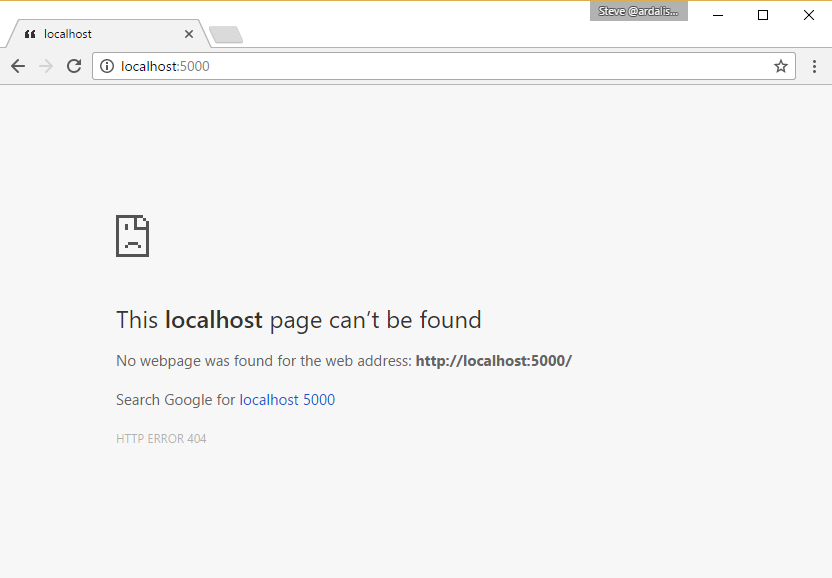 Steve @ardalis...
localhost
localhost:5000
This localhost page can’t be found
No webpage was found for the web address: http://localhost:5000/
Search Google for localhost 5000
HTTP ERROR 404